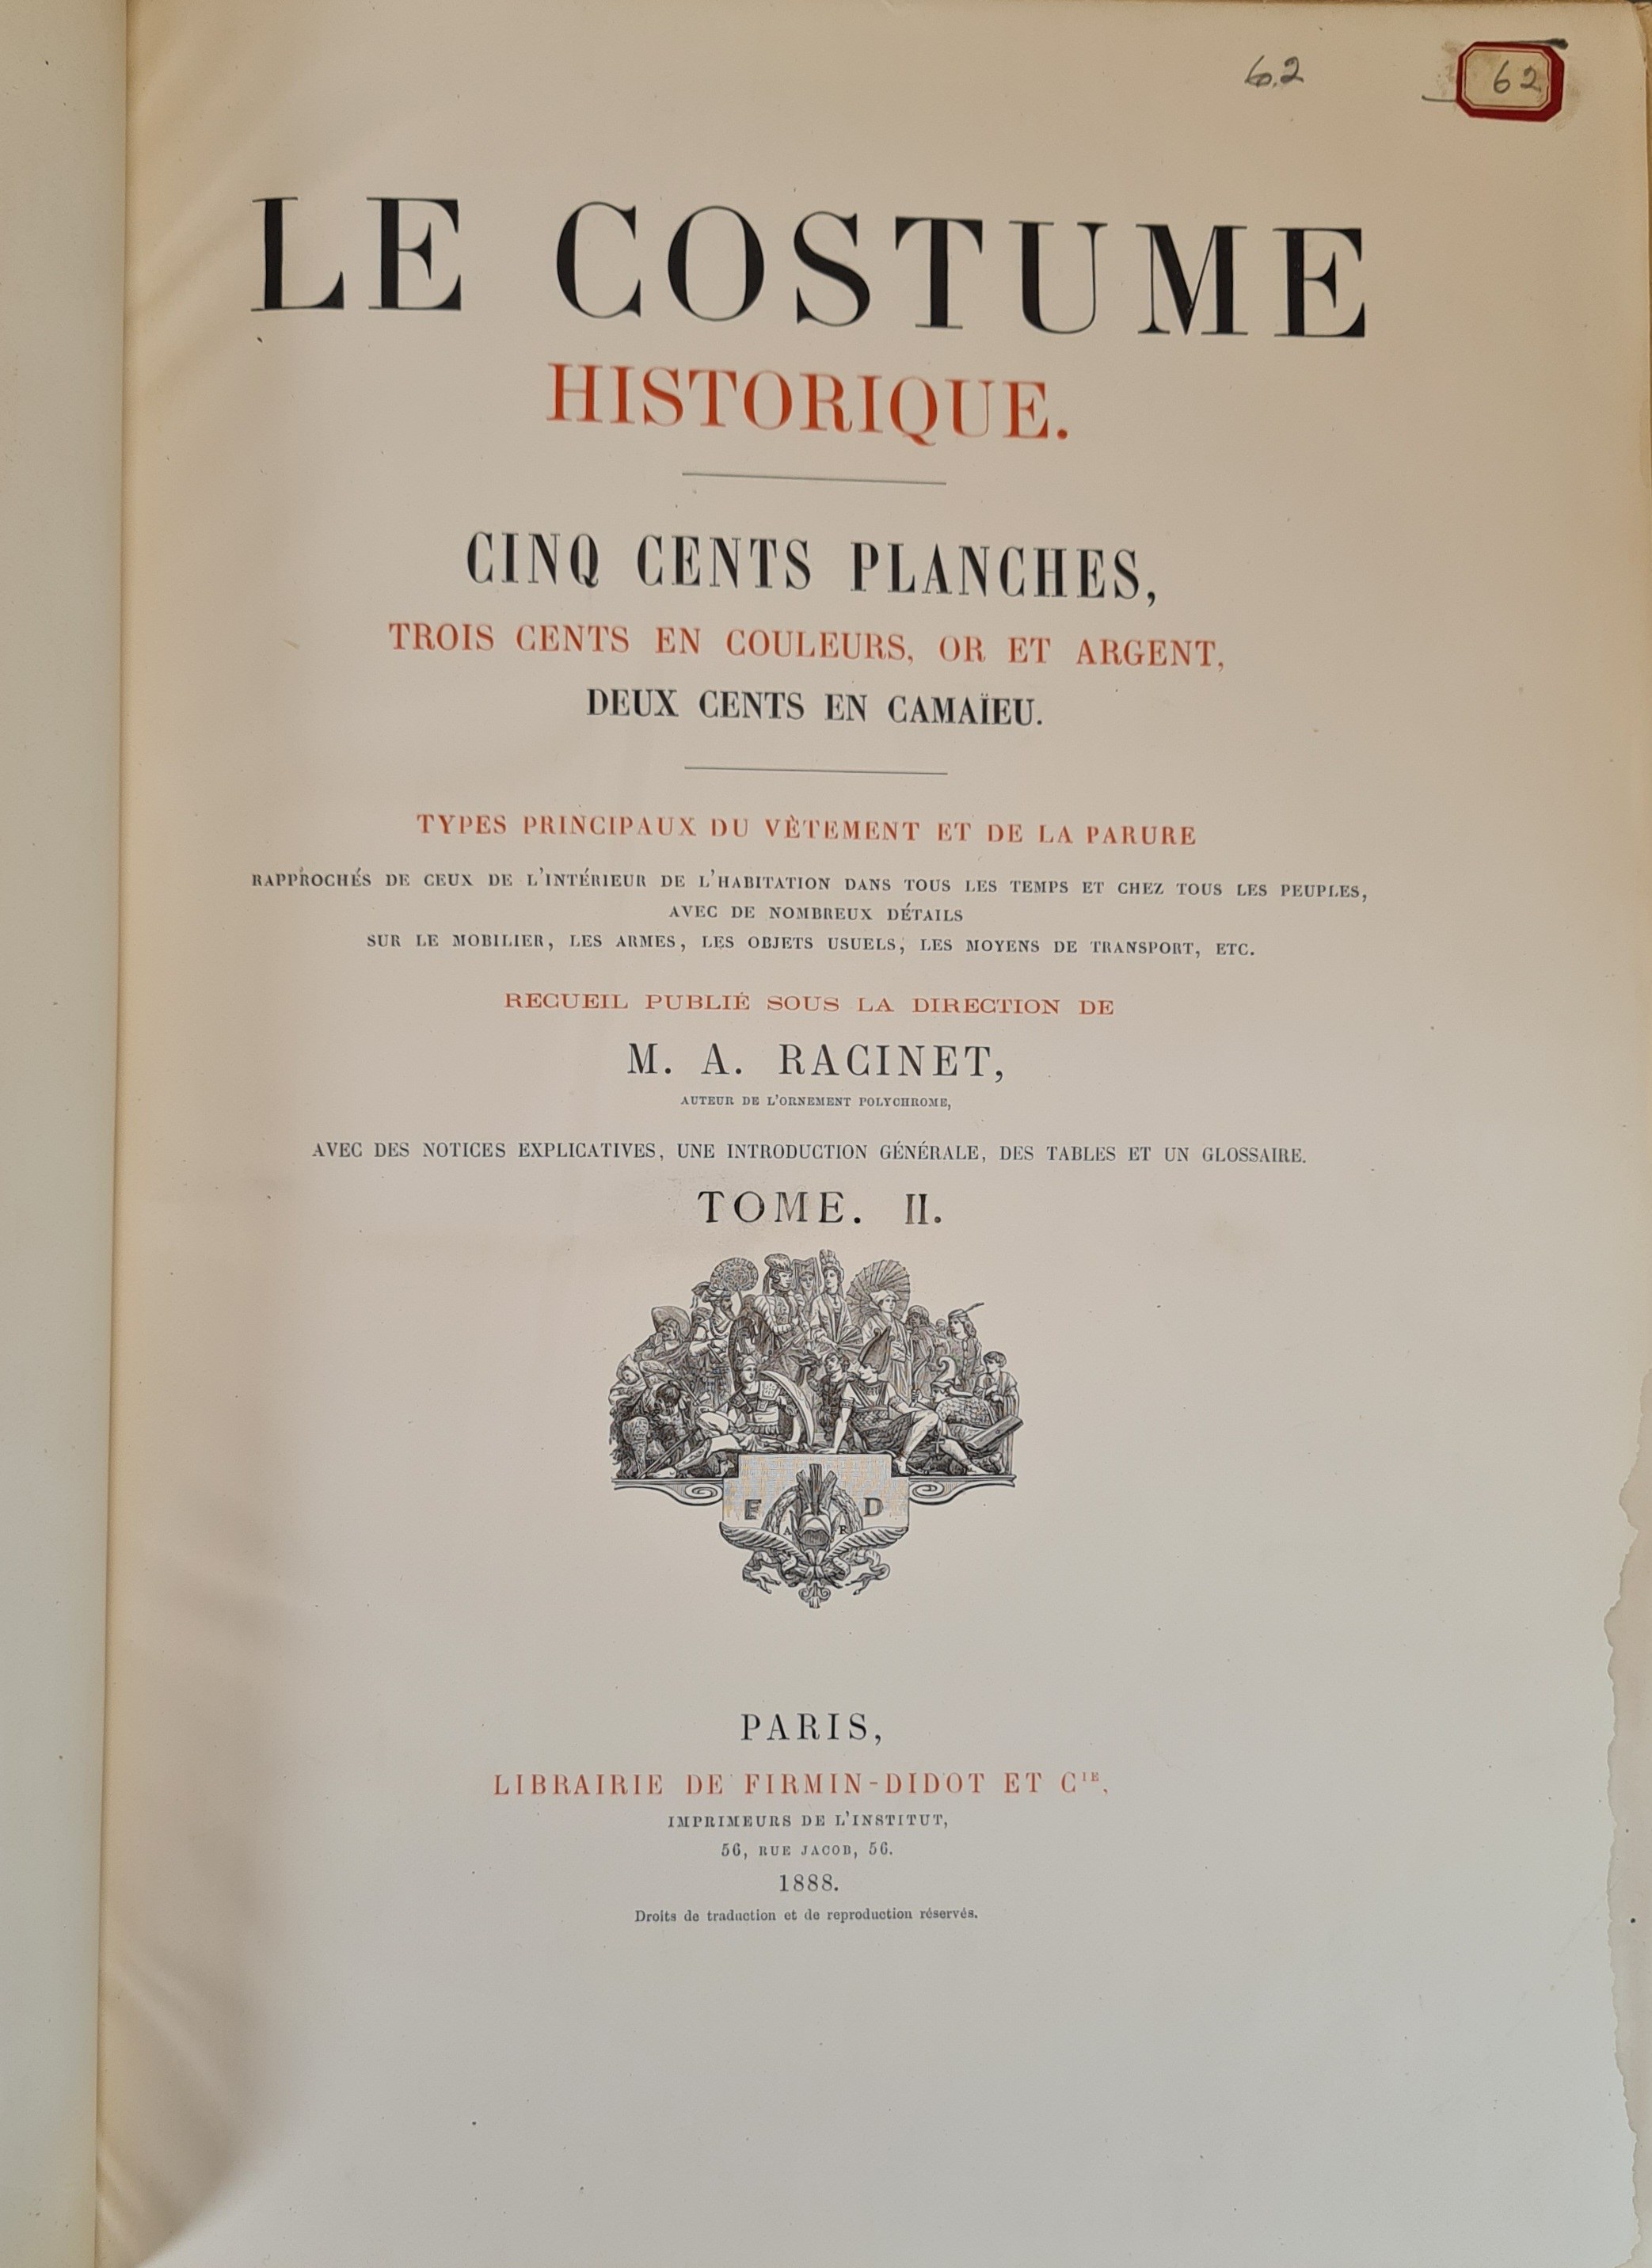 6.2
62
LE COSTUME
HISTORIQUE.
CINQ CENTS PLANCHES,
TROIS CENTS EN COULEURS, OR ET ARGENT,
DEUX CENTS EN CAMAÏEU.
TYPES PRINCIPAUX DU VÊTEMENT ET DE LA PARURE
RAPPROCHÉS DE CEUX DE L'INTÉRIEUR DE L'HABITATION DANS TOUS LES TEMPS ET CHEZ TOUS LES PEUPLES,
AVEC DE NOMBREUX DÉTAILS
SUR LE MOBILIER, LES ARMES, LES OBJETS USUELS, LES MOYENS DE TRANSPORT, ETC.
RECUEIL PUBLIÉ SOUS LA DIRECTION DE
M. A. RACINET,
AUTEUR DE L'ORNEMENT POLYCHROME,
AVEC DES NOTICES EXPLICATIVES, UNE INTRODUCTION GÉNÉRALE, DES TABLES ET UN GLOSSAIRE.
TOME. II.
F D
A R
PARIS,
LIBRAIRIE DE FIRMIN-DIDOT ET CIE,
IMPRIMEURS DE L'INSTITUT,
56, RUE JACOB, 56.
1888.
Droits de traduction et de reproduction réservés.